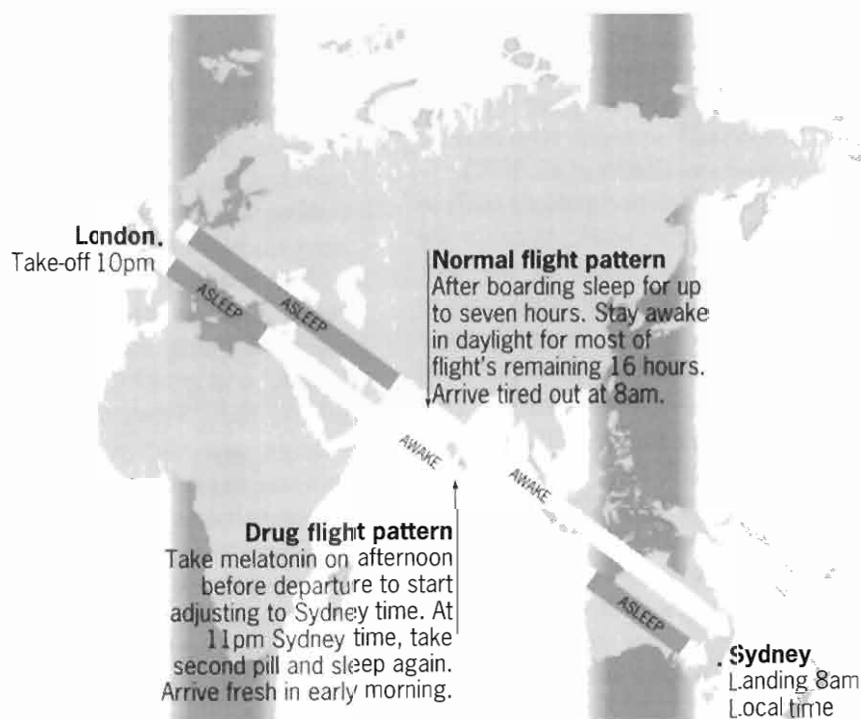 London.
Take-off 10pm
ASLEEP
ASLEEP
Normal flight pattern
After boarding sleep for up
to seven hours. Stay awake
in daylight for most of
flight's remaining 16 hours.
Arrive tired out at 8am.
AWAKE
AWAKE
Drug flight pattern
Take melatonin on afternoon
before departure to start
adjusting to Sydney time. At
11pm Sydney time, take
second pill and sleep again.
Arrive fresh in early morning.
ASLEEP
Sydney
Landing 8am
Local time